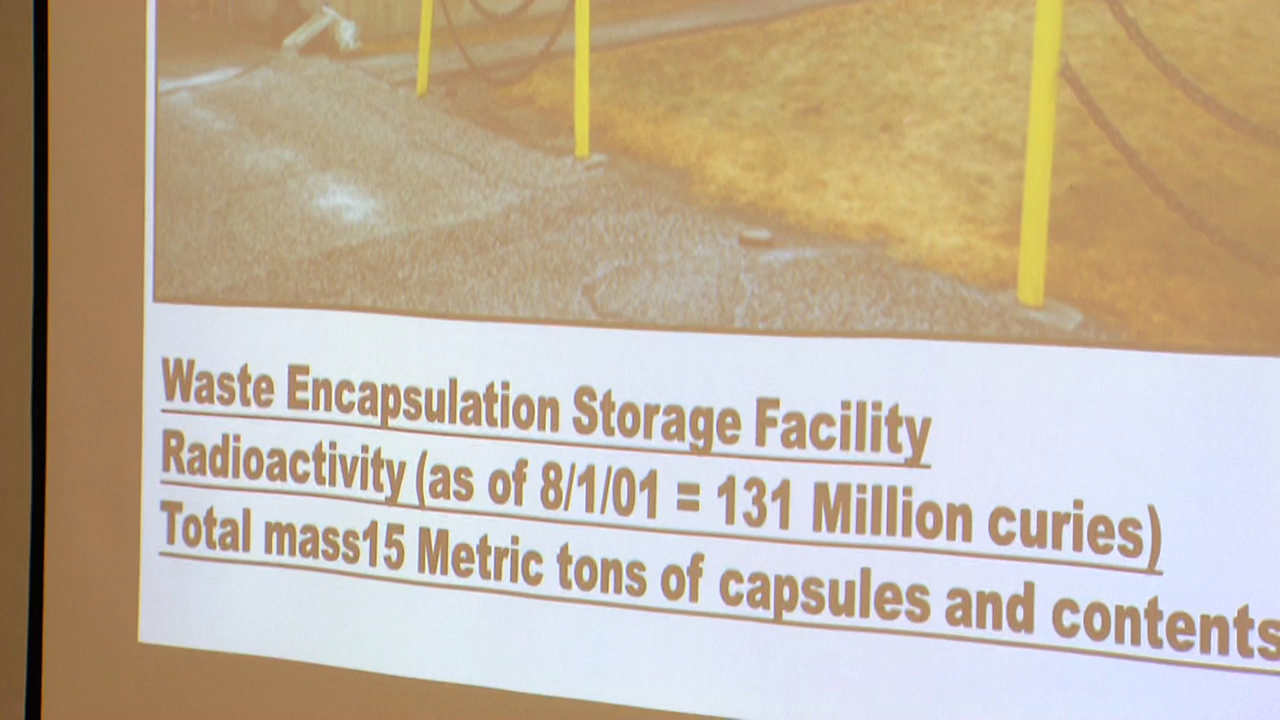 Waste Encapsulation Storage Facility
Radioactivity (as of 8/1/01 = 131 Million curies)
Total mass15 Metric tons of capsules and contents